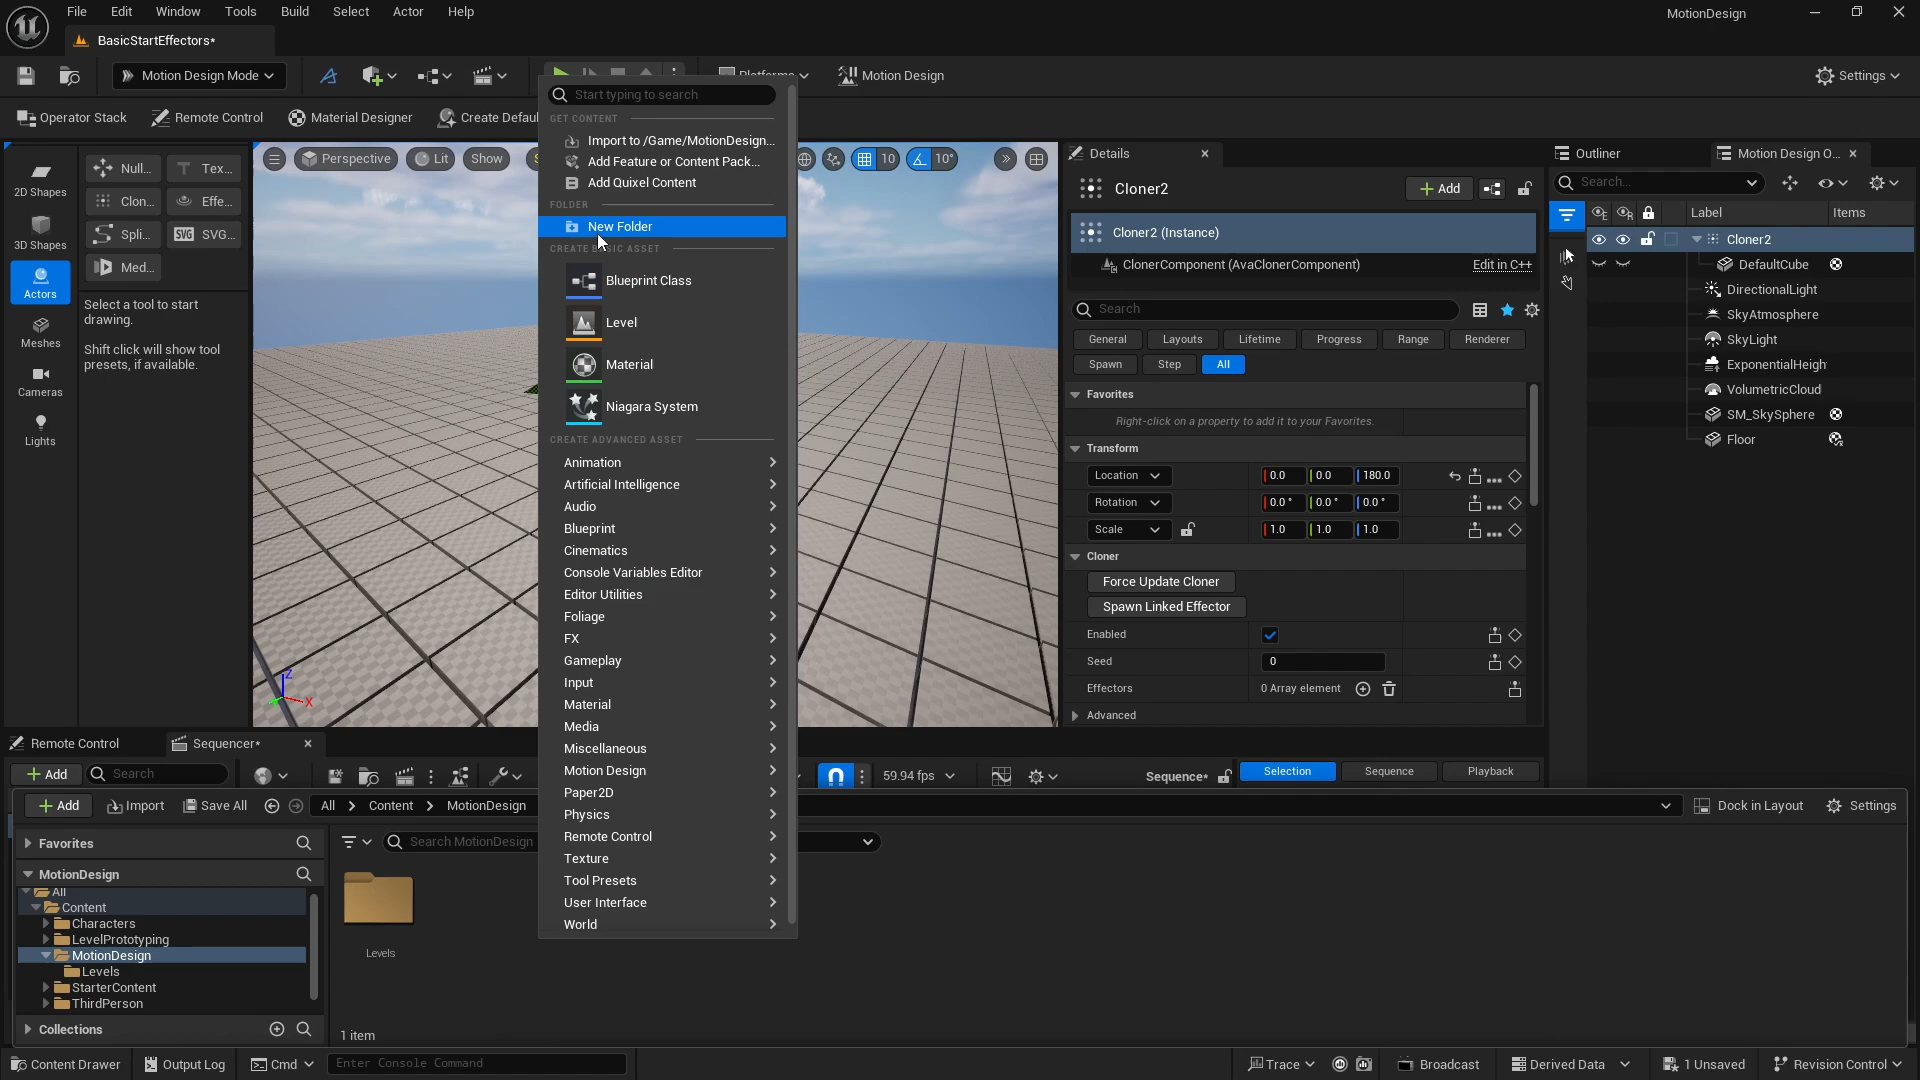 File Edit Window Tools Build Select Actor Help
MotionDesign
BasicStartEffectors*
Motion Design Mode
Platforms
Motion Design
Settings
Operator Stack
Remote Control
Material Designer
Create Defau
Start typing to search
GET CONTENT
Import to /Game/MotionDesign...
Add Feature or Content Pack...
Add Quixel Content
FOLDER
New Folder
CREATE BASIC ASSET
Blueprint Class
Level
Material
Niagara System
CREATE ADVANCED ASSET
Animation
Artificial Intelligence
Audio
Blueprint
Cinematics
Console Variables Editor
Editor Utilities
Foliage
FX
Gameplay
Input
Material
Media
Miscellaneous
Motion Design
Paper2D
Physics
Remote Control
Texture
Tool Presets
User Interface
World
2D Shapes
3D Shapes
Actors
Meshes
Cameras
Lights
Null...
Tex...
Clon...
Effe...
Spli...
SVG SVG...
Med...
Select a tool to start
drawing.
Shift click will show tool
presets, if available.
Perspective
Lit
Show
10
10°
Z
X
Details
Cloner2
Add
Cloner2 (Instance)
ClonerComponent (AvaClonerComponent)
Edit in C++
Search
General Layouts Lifetime Progress Range Renderer
Spawn Step All
Favorites
Right-click on a property to add it to your Favorites.
Transform
Location 0.0 0.0 180.0
Rotation 0.0 ° 0.0 ° 0.0 °
Scale 1.0 1.0 1.0
Cloner
Force Update Cloner
Spawn Linked Effector
Enabled
Seed 0
Effectors 0 Array element
Advanced
Outliner
Motion Design O...
Search...
Label Items
Cloner2
DefaultCube
DirectionalLight
SkyAtmosphere
SkyLight
ExponentialHeigh
VolumetricCloud
SM_SkySphere
Floor
Remote Control
Sequencer*
Add
Search
59.94 fps
Sequence*
Selection Sequence Playback
Add
Import
Save All
All
Content
MotionDesign
Dock in Layout
Settings
Favorites
MotionDesign
All
Content
Characters
LevelPrototyping
MotionDesign
Levels
StarterContent
ThirdPerson
Collections
Search MotionDesign
Levels
1 item
Content Drawer
Output Log
Cmd
Enter Console Command
Trace
Broadcast
Derived Data
1 Unsaved
Revision Control